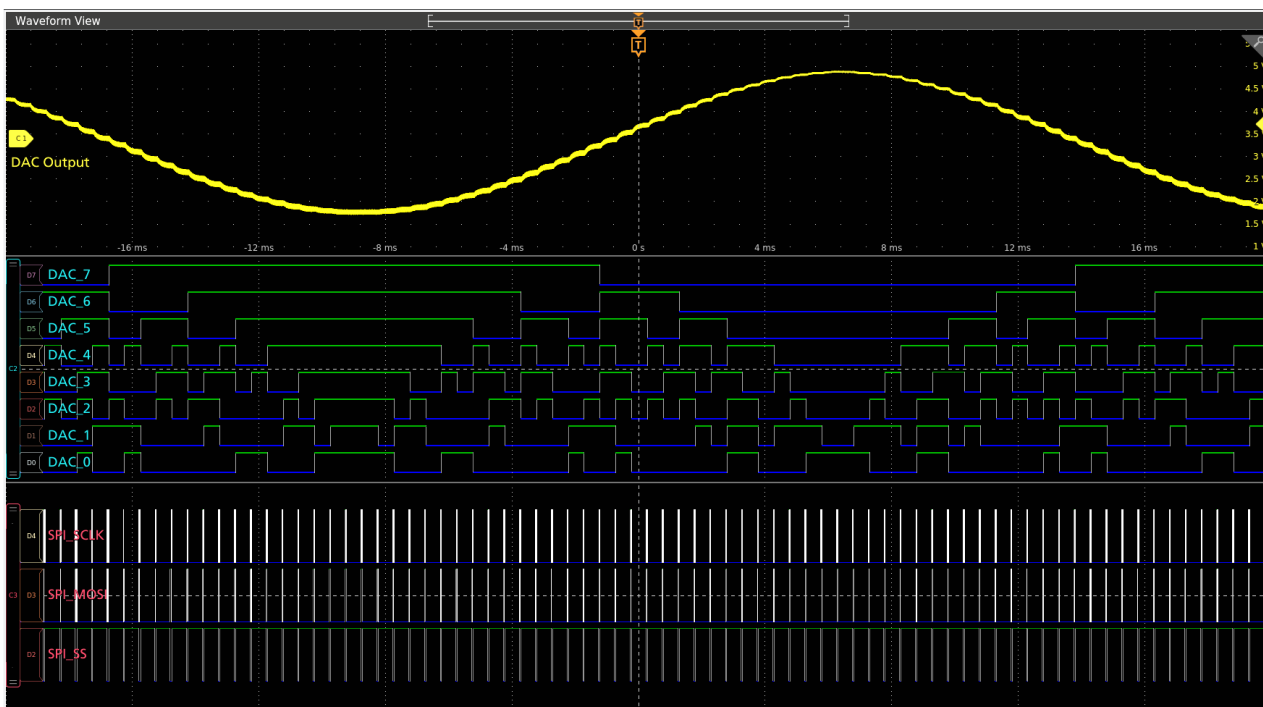 Waveform View
T
T
5 V
4.5 V
4 V
C 1
3.5 V
DAC Output
3 V
2.5 V
2 V
1.5 V
-16 ms -12 ms -8 ms -4 ms 0 s 4 ms 8 ms 12 ms 16 ms 1 V
D7 DAC_7
D6 DAC_6
D5 DAC_5
D4 DAC_4
C2
D3 DAC_3
D2 DAC_2
D1 DAC_1
D0 DAC_0
D4 SPI_SCLK
C3 D3 SPI_MOSI
D2 SPI_SS